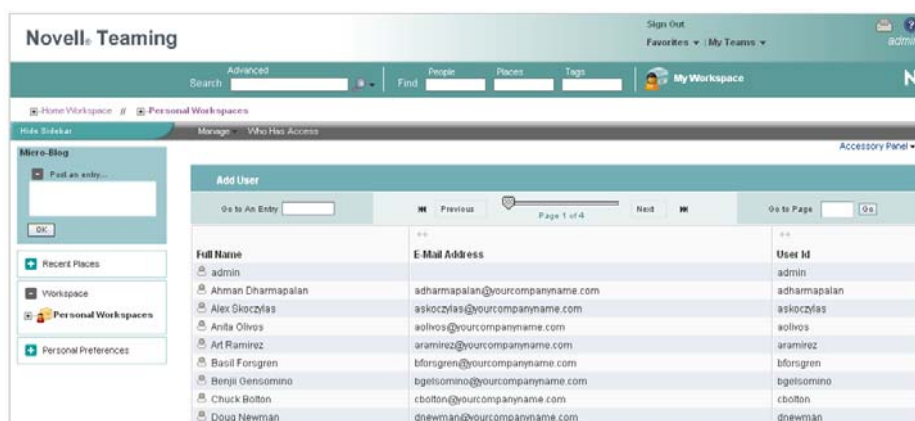 Novell® Teaming
Sign Out
Favorites | My Teams
Advanced
Search
Find
People
Places
Tags
My Workspace
N
Home Workspace // Personal Workspaces
Hide Sidebar
Manage Who Has Access
Accessory Panel
Micro-Blog
Post an entry...
OK
Recent Places
Workspace
Personal Workspaces
Personal Preferences
Add User
Go to An Entry
Previous
Page 1 of 4
Next
Go to Page
Go
Full Name E-Mail Address User Id
admin admin
Ahman Dharmapalan adharmapalan@yourcompanyname.com adharmapalan
Alex Skoczylas askoczylas@yourcompanyname.com askoczylas
Anita Olivos aolivos@yourcompanyname.com aolivos
Art Ramirez aramirez@yourcompanyname.com aramirez
Basil Forsgren bforsgren@yourcompanyname.com bforsgren
Benjii Gensomino bgelsomino@yourcompanyname.com bgelsomino
Chuck Bolton cbolton@yourcompanyname.com cbolton
Doug Newman dnewman@yourcompanyname.com dnewman